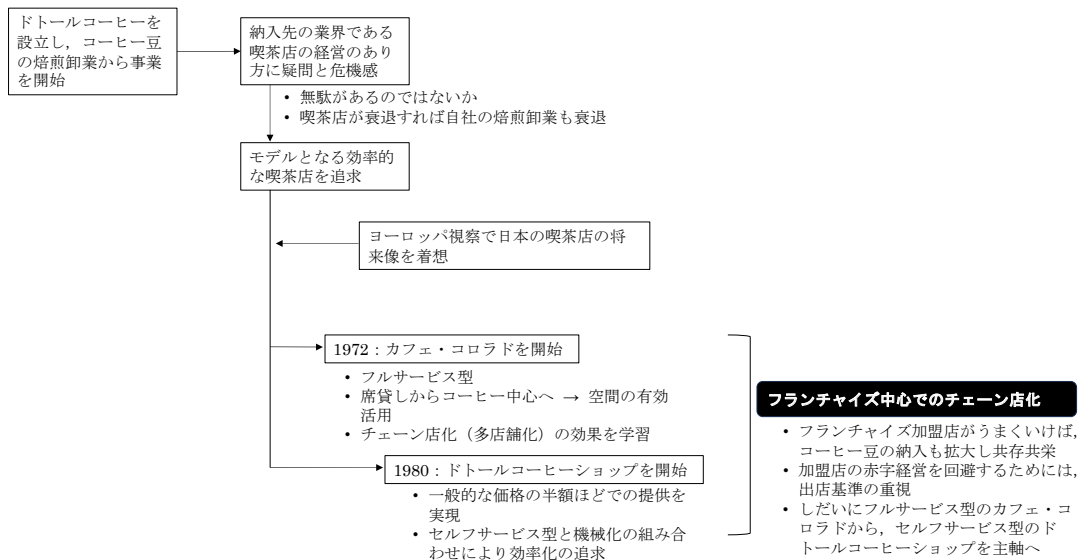 ドトールコーヒーを
設立し，コーヒー豆
の焙煎卸業から事業
を開始
納入先の業界である
喫茶店の経営のあり
方に疑問と危機感
• 無駄があるのではないか
• 喫茶店が衰退すれば自社の焙煎卸業も衰退
モデルとなる効率的
な喫茶店を追求
ヨーロッパ視察で日本の喫茶店の将
来像を着想
1972：カフェ・コロラドを開始
• フルサービス型
• 席貸しからコーヒー中心へ → 空間の有効
活用
• チェーン店化（多店舗化）の効果を学習
1980：ドトールコーヒーショップを開始
• 一般的な価格の半額ほどでの提供を
実現
• セルフサービス型と機械化の組み合
わせにより効率化の追求
フランチャイズ中心でのチェーン店化
• フランチャイズ加盟店がうまくいけば，
コーヒー豆の納入も拡大し共存共栄
• 加盟店の赤字経営を回避するためには，
出店基準の重視
• しだいにフルサービス型のカフェ・コ
ロラドから，セルフサービス型のド
トールコーヒーショップを主軸へ